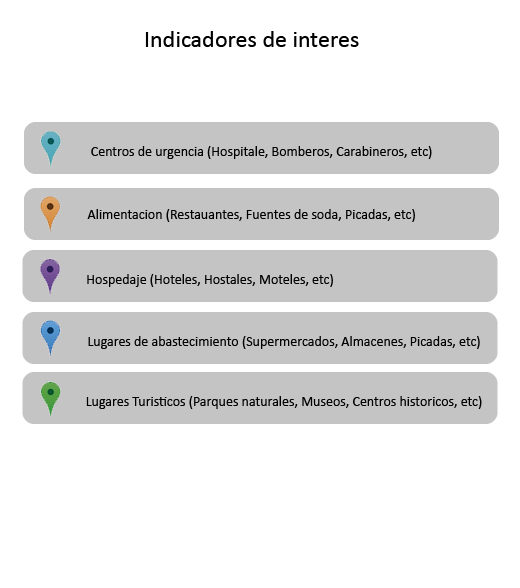 Indicadores de interes
Centros de urgencia (Hospitale, Bomberos, Carabineros, etc)
Alimentacion (Restauantes, Fuentes de soda, Picadas, etc)
Hospedaje (Hoteles, Hostales, Moteles, etc)
Lugares de abastecimiento (Supermercados, Almacenes, Picadas, etc)
Lugares Turisticos (Parques naturales, Museos, Centros historicos, etc)